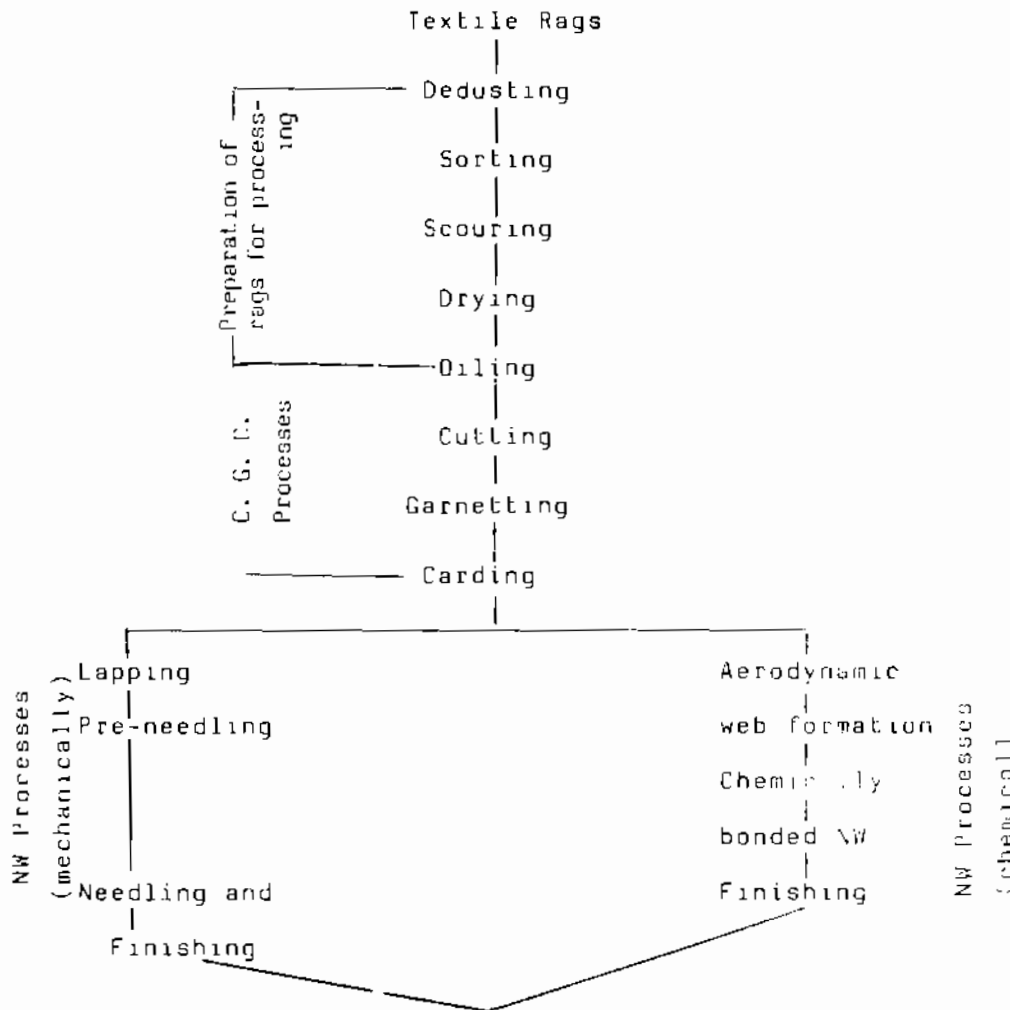 Textile Rags
Dedusting
Preparation of
rags for process-
ing
Sorting
Scouring
Drying
Oiling
C. G. C.
Processes
Cutting
Garnetting
Carding
NW Processes
(mechanically)
Lapping
Pre-needling
Needling and
Finishing
Aerodynamic
web formation
bonded NW
Finishing
NW Processes
(chemicall